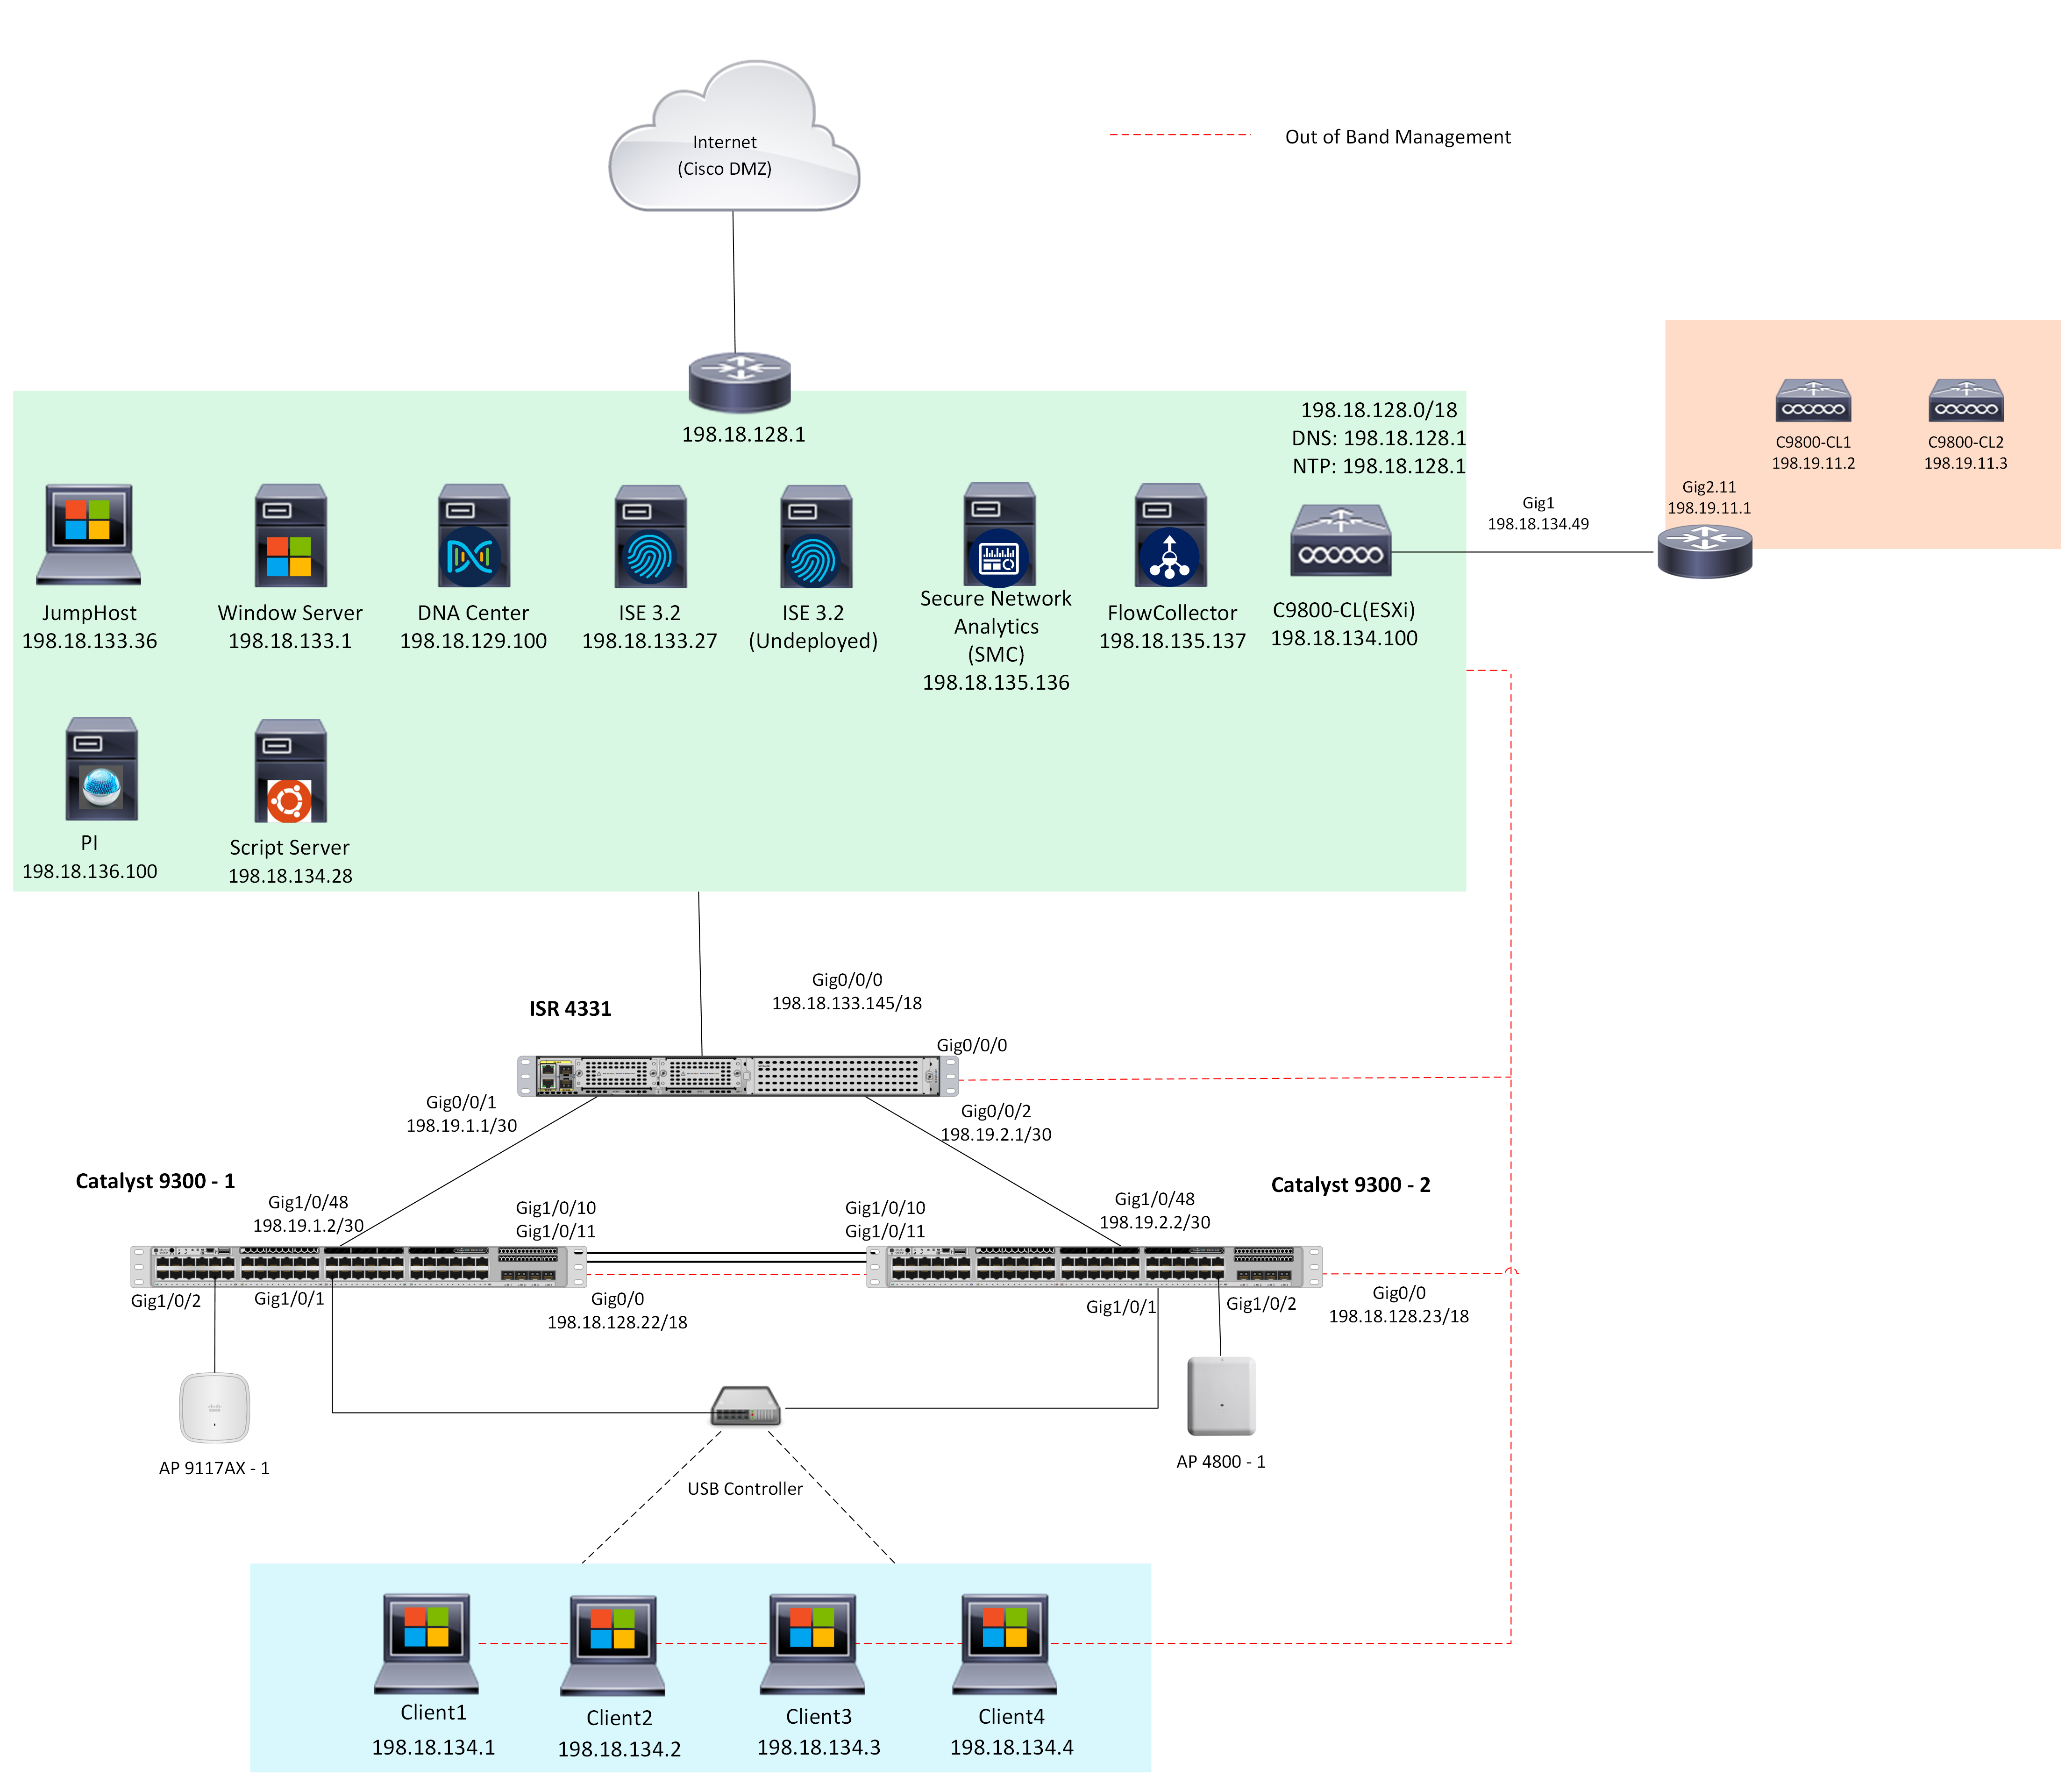 Internet
(Cisco DMZ)
Out of Band Management
198.18.128.1
198.18.128.0/18
DNS: 198.18.128.1
NTP: 198.18.128.1
C9800-CL1
198.19.11.2
C9800-CL2
198.19.11.3
Gig2.11
198.19.11.1
Gig1
198.18.134.49
JumpHost
198.18.133.36
Window Server
198.18.133.1
DNA Center
198.18.129.100
ISE 3.2
198.18.133.27
ISE 3.2
(Undeployed)
Secure Network
Analytics
(SMC)
198.18.135.136
FlowCollector
198.18.135.137
C9800-CL(ESXi)
198.18.134.100
PI
198.18.136.100
Script Server
198.18.134.28
Gig0/0/0
198.18.133.145/18
ISR 4331
Gig0/0/0
Gig0/0/1
198.19.1.1/30
Gig0/0/2
198.19.2.1/30
Catalyst 9300 - 1
Catalyst 9300 - 2
Gig1/0/48
198.19.1.2/30
Gig1/0/10
Gig1/0/11
Gig1/0/10
Gig1/0/11
Gig1/0/48
198.19.2.2/30
Gig1/0/2
Gig1/0/1
Gig0/0
198.18.128.22/18
Gig1/0/1
Gig1/0/2
Gig0/0
198.18.128.23/18
AP 9117AX - 1
AP 4800 - 1
USB Controller
Client1
198.18.134.1
Client2
198.18.134.2
Client3
198.18.134.3
Client4
198.18.134.4